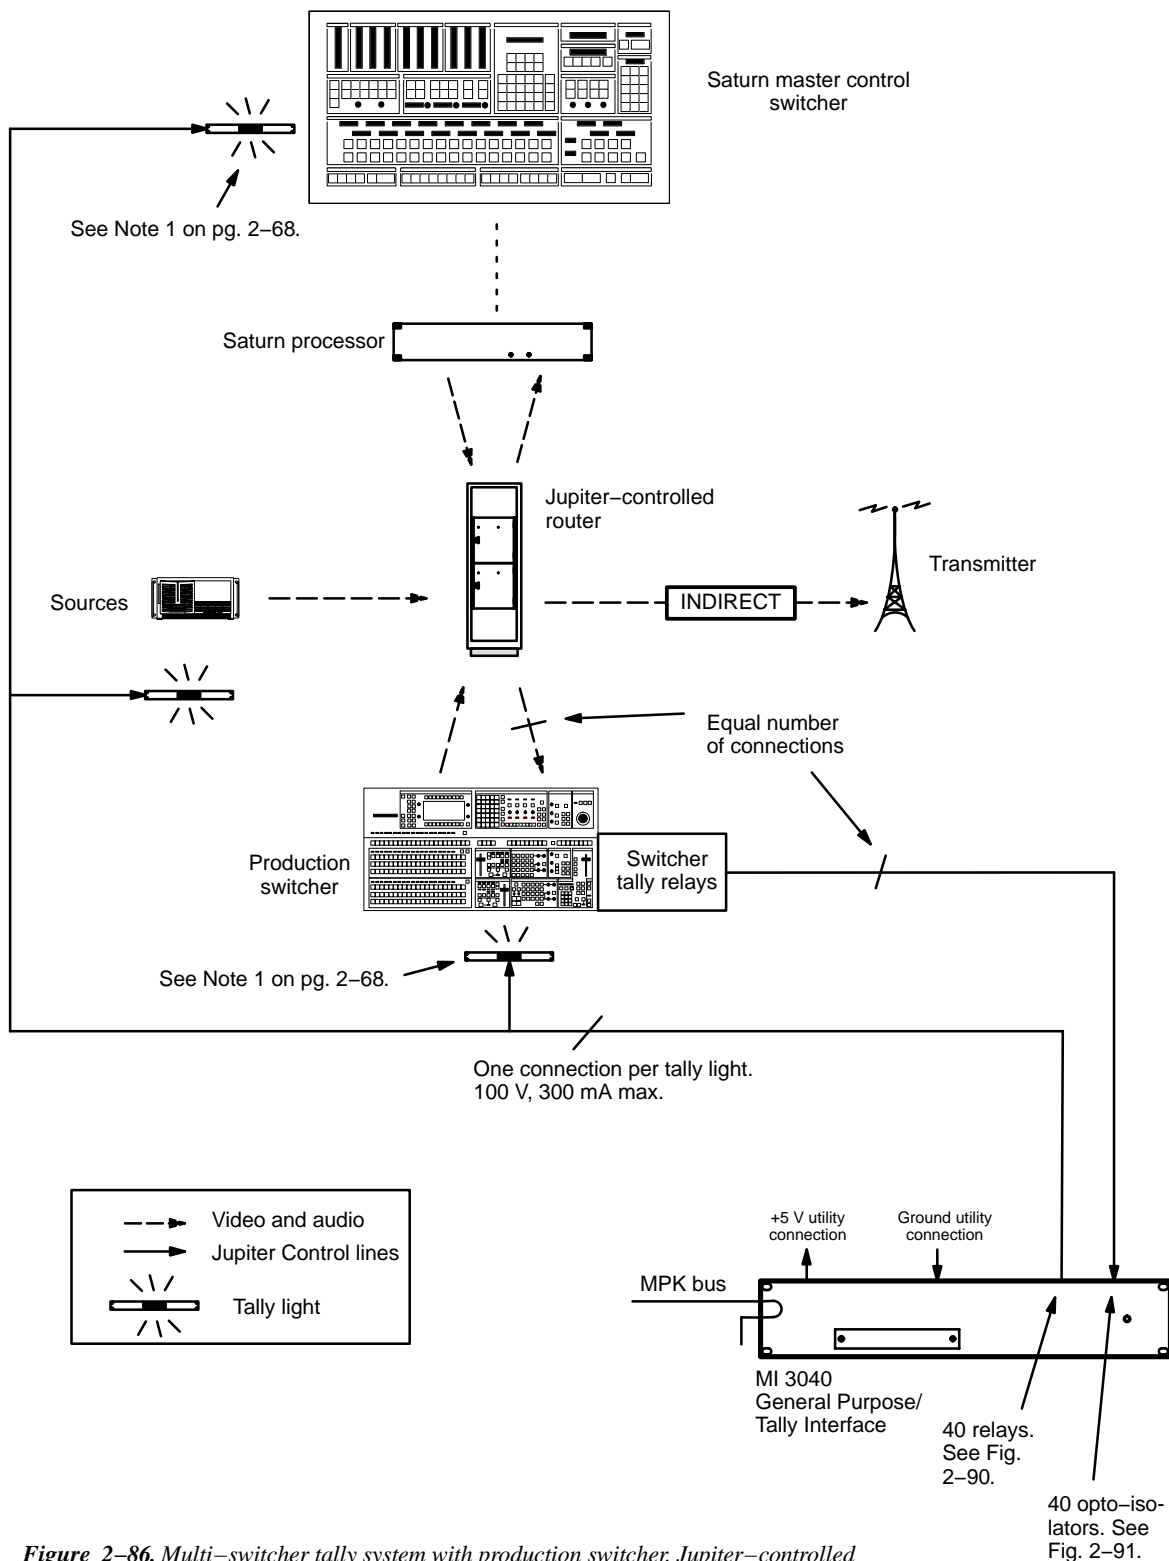 Saturn master control
switcher
See Note 1 on pg. 2–68.
Saturn processor
Jupiter–controlled
router
Transmitter
Sources
INDIRECT
Equal number
of connections
Production
switcher
Switcher
tally relays
See Note 1 on pg. 2–68.
One connection per tally light.
100 V, 300 mA max.
Video and audio
Jupiter Control lines
Tally light
+5 V utility
connection
Ground utility
connection
MPK bus
MI 3040
General Purpose/
Tally Interface
40 relays.
See Fig.
2–90.
40 opto–iso-
lators. See
Fig. 2–91.
Figure 2–86. Multi–switcher tally system with production switcher, Jupiter–controlled